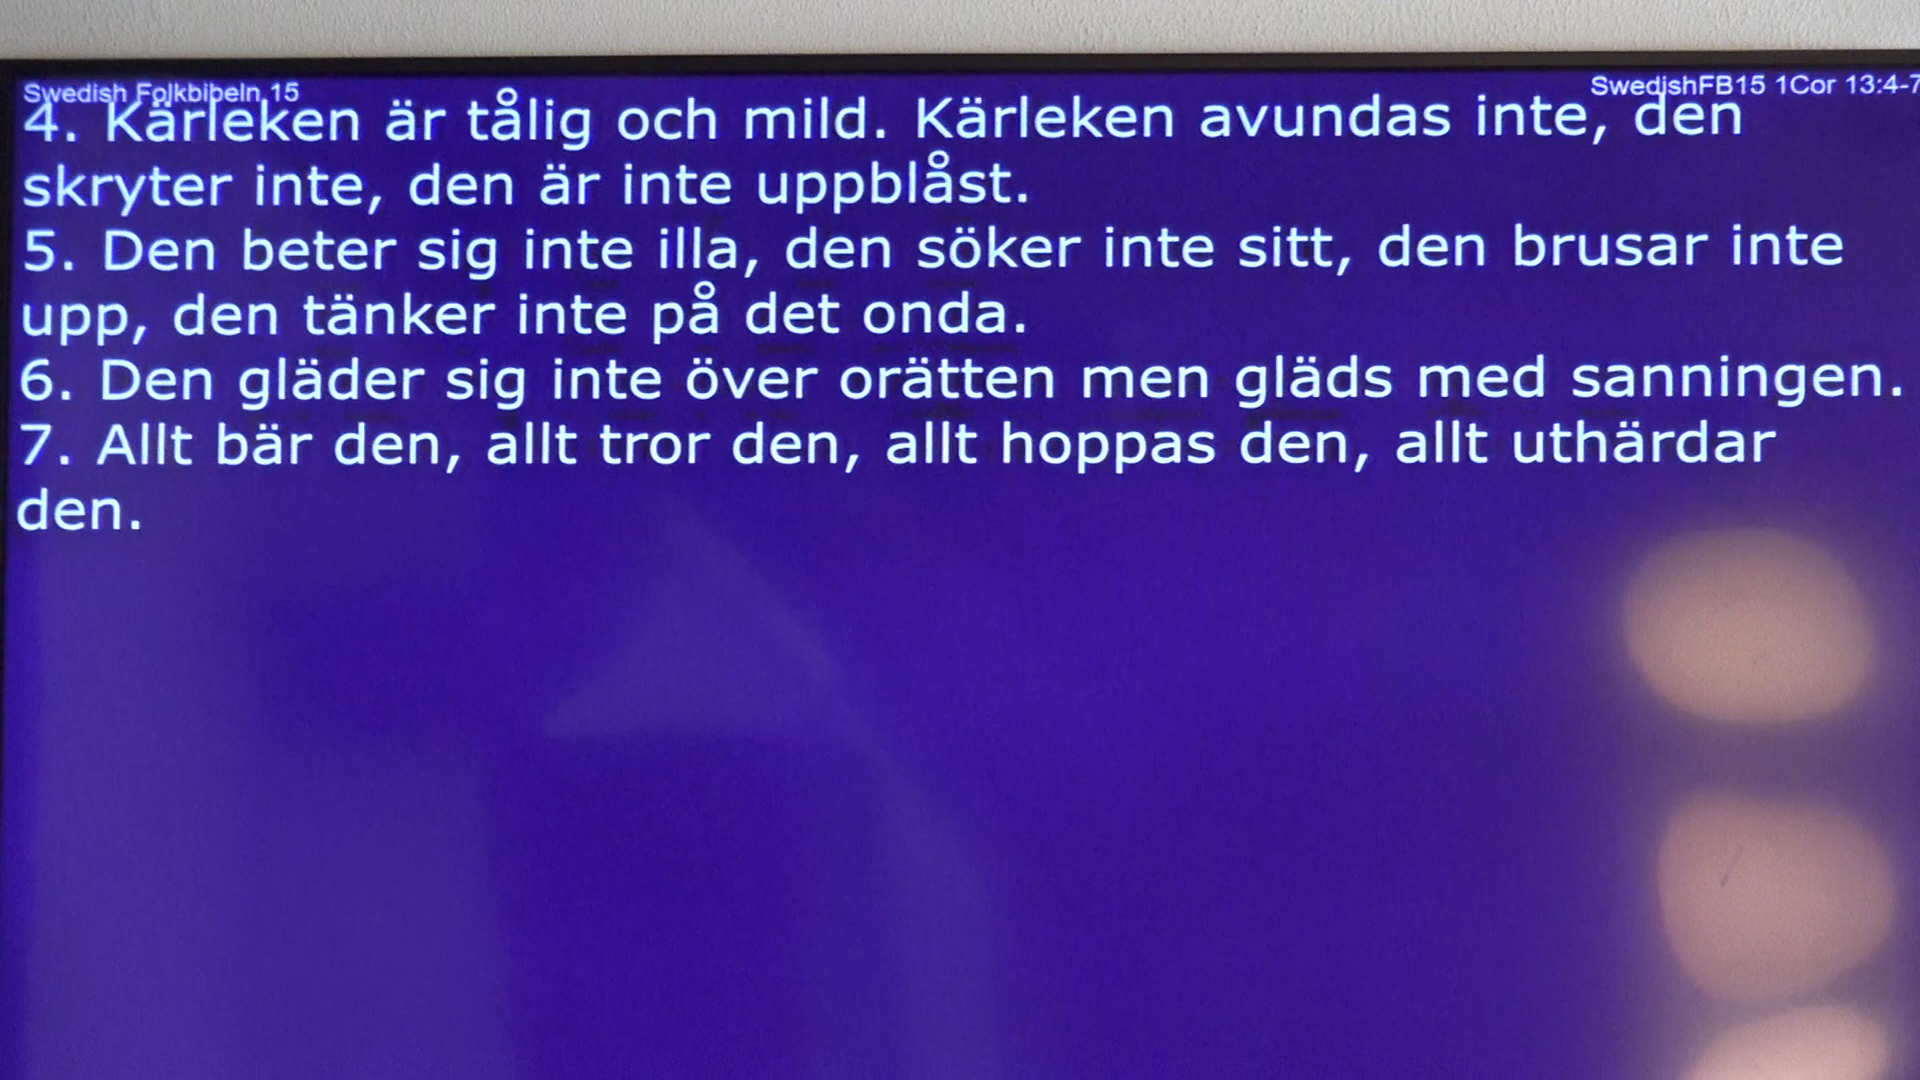 Swedish Folkbibeln 15
SwedishFB15 1Cor 13:4-7
4. Kärleken är tålig och mild. Kärleken avundas inte, den
skryter inte, den är inte uppblåst.
5. Den beter sig inte illa, den söker inte sitt, den brusar inte
upp, den tänker inte på det onda.
6. Den gläder sig inte över orätten men gläds med sanningen.
7. Allt bär den, allt tror den, allt hoppas den, allt uthärdar
den.